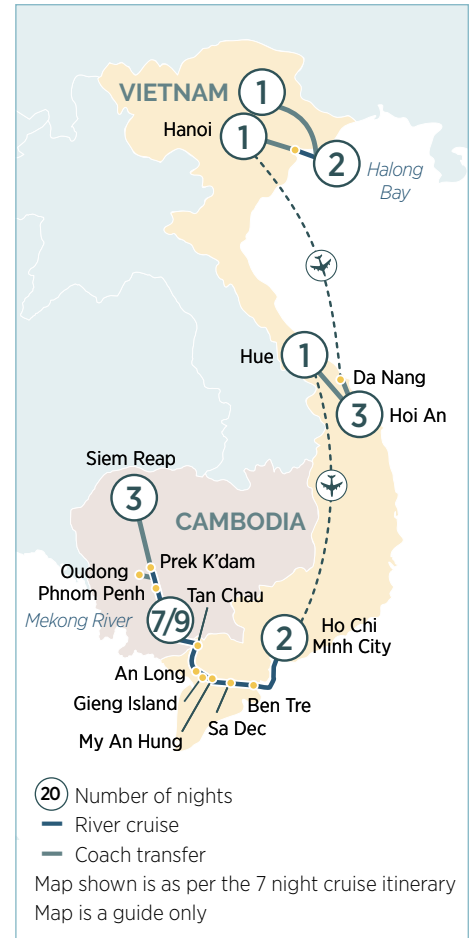 VIETNAM
1
Hanoi
1
2
Halong
Bay
Hue
1
Da Nang
3
Hoi An
Siem Reap
3
CAMBODIA
Oudong
Prek K'dam
Phnom Penh
Tan Chau
Mekong River
7/9
2
Ho Chi
Minh City
An Long
Gieng Island
Ben Tre
Sa Dec
My An Hung
20 Number of nights
River cruise
Coach transfer
Map shown is as per the 7 night cruise itinerary
Map is a guide only